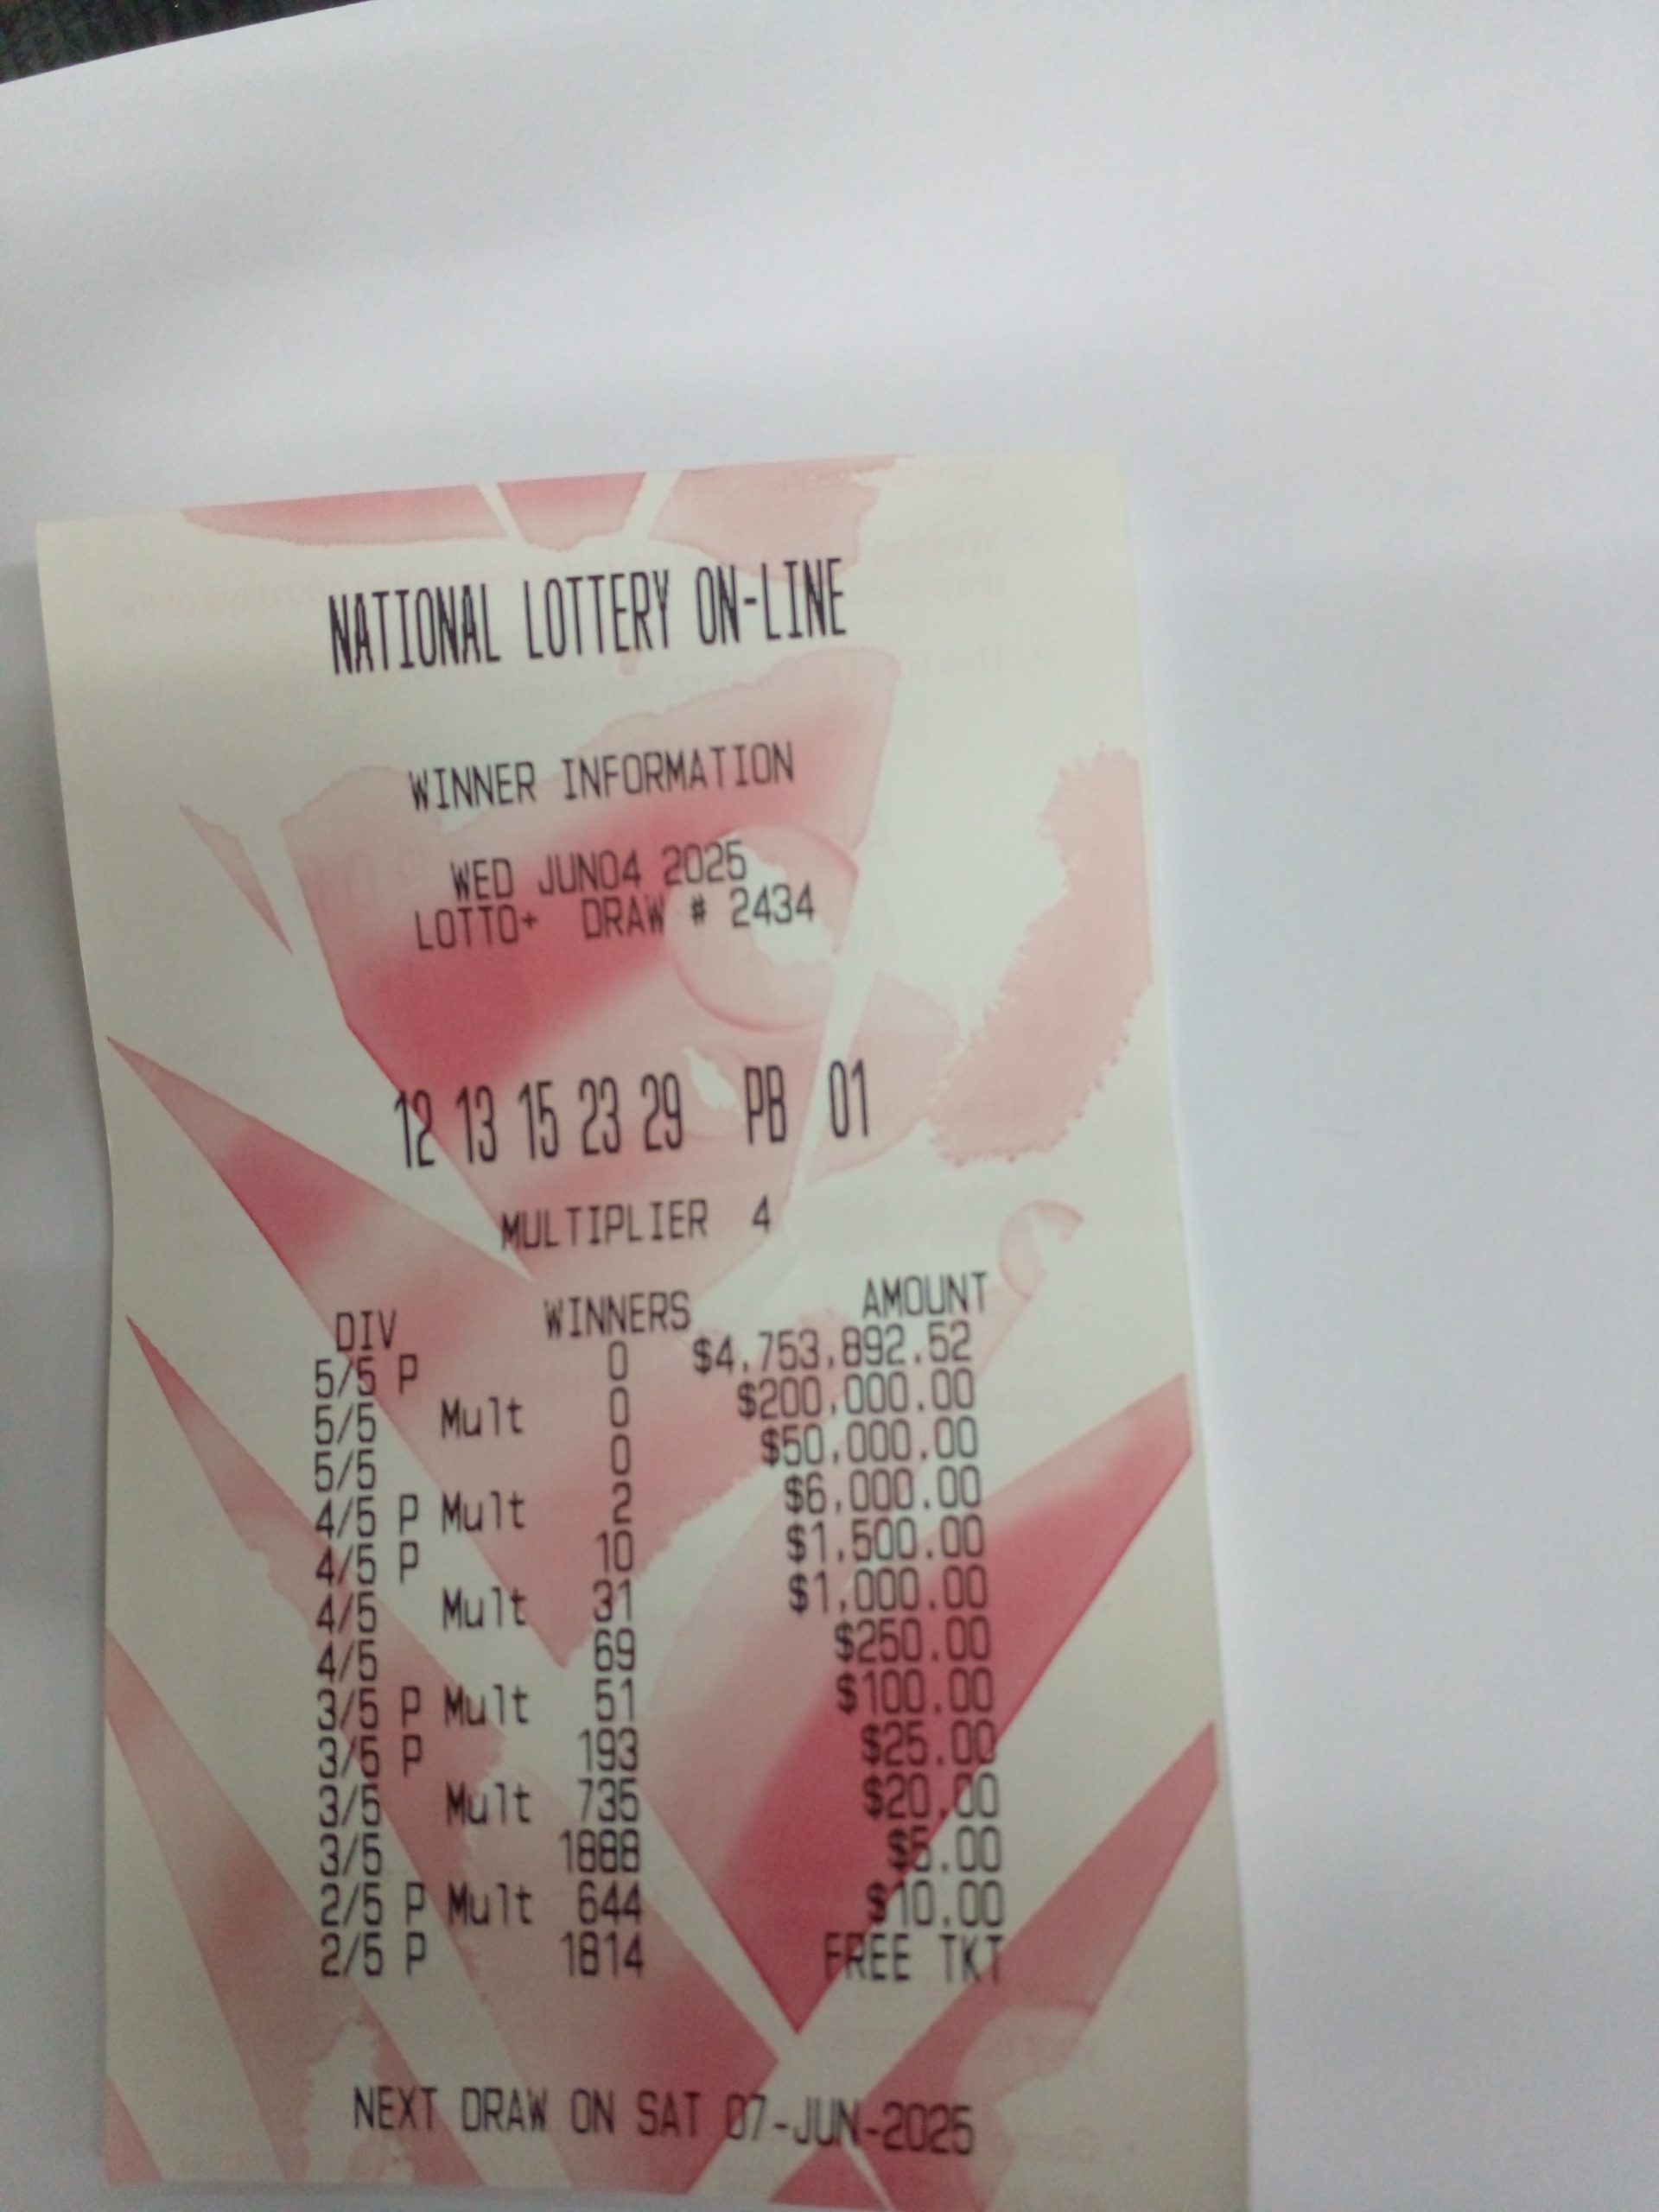 NATIONAL LOTTERY ON-LINE
WINNER INFORMATION
WED JUN04 2025
LOTTO+ DRAW # 2434
12 13 15 23 29 PB 01
MULTIPLIER 4
DIV WINNERS AMOUNT
5/5 P 0 $4,753,892.52
5/5 Mult 0 $200,000.00
5/5 0 $50,000.00
4/5 P Mult 2 $6,000.00
4/5 P 10 $1,500.00
4/5 Mult 31 $1,000.00
4/5 69 $250.00
3/5 P Mult 51 $100.00
3/5 P 193 $25.00
3/5 Mult 735 $20.00
3/5 1888 $5.00
2/5 P Mult 644 $10.00
2/5 P 1814 FREE TKT
NEXT DRAW ON SAT 07-JUN-2025